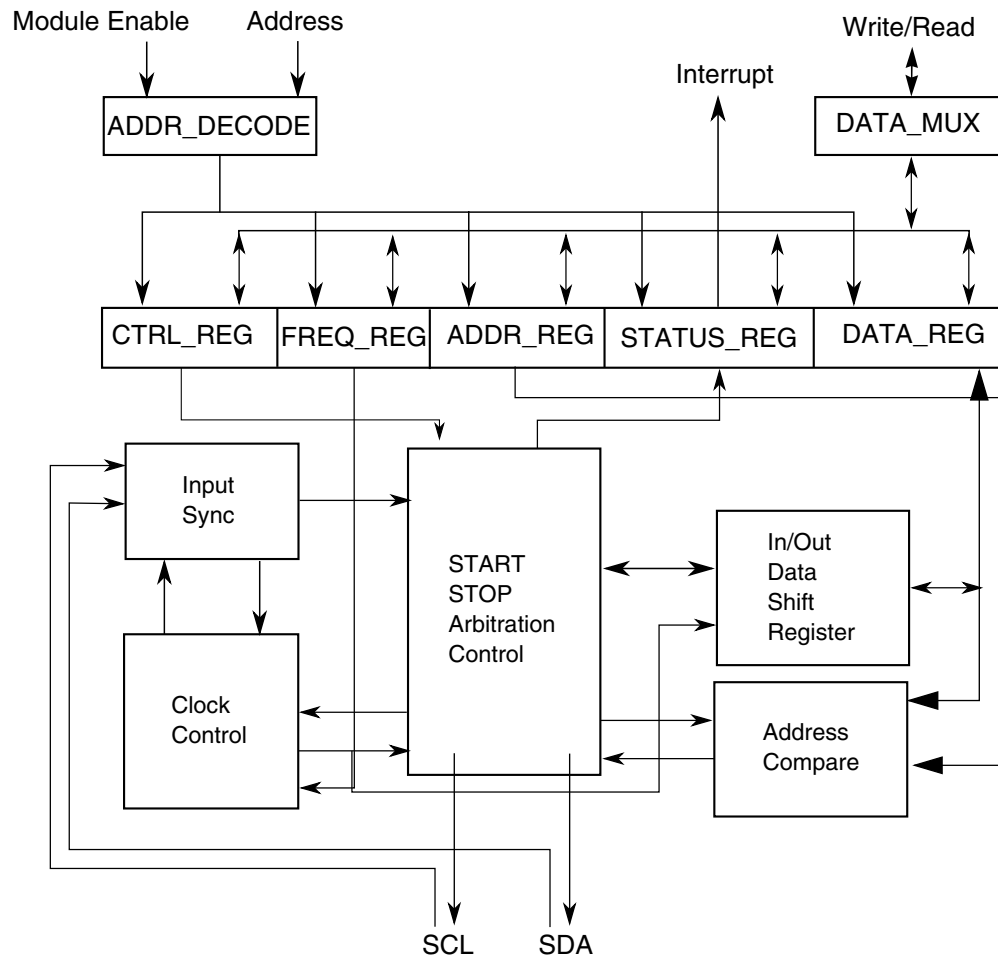 Module Enable
Address
Write/Read
Interrupt
ADDR_DECODE
DATA_MUX
CTRL_REG
FREQ_REG
ADDR_REG
STATUS_REG
DATA_REG
Input
Sync
START
STOP
Arbitration
Control
In/Out
Data
Shift
Register
Clock
Control
Address
Compare
SCL
SDA